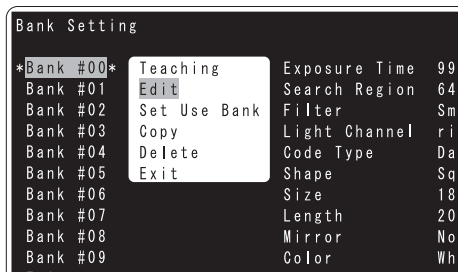 Bank Setting
*Bank #00* Teaching Exposure Time 99
Bank #01 Edit Search Region 64
Bank #02 Set Use Bank Filter Sm
Bank #03 Copy Light Channel ri
Bank #04 Delete Code Type Da
Bank #05 Exit Shape Sq
Bank #06 Size 18
Bank #07 Length 20
Bank #08 Mirror No
Bank #09 Color Wh